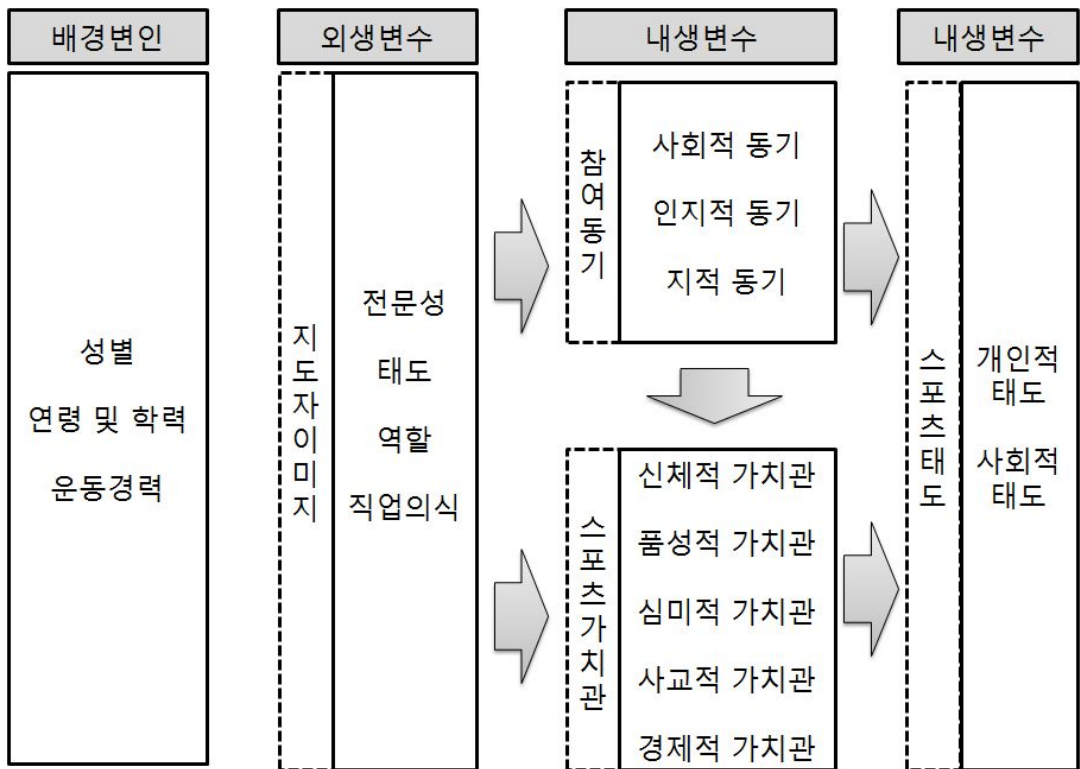 배경변인
외생변수
내생변수
내생변수
성별
연령 및 학력
운동경력
지도자이미지
전문성
태도
역할
직업의식
참여동기
사회적 동기
인지적 동기
지적 동기
스포츠가치관
신체적 가치관
품성적 가치관
심미적 가치관
사교적 가치관
경제적 가치관
스포츠태도
개인적
태도
사회적
태도